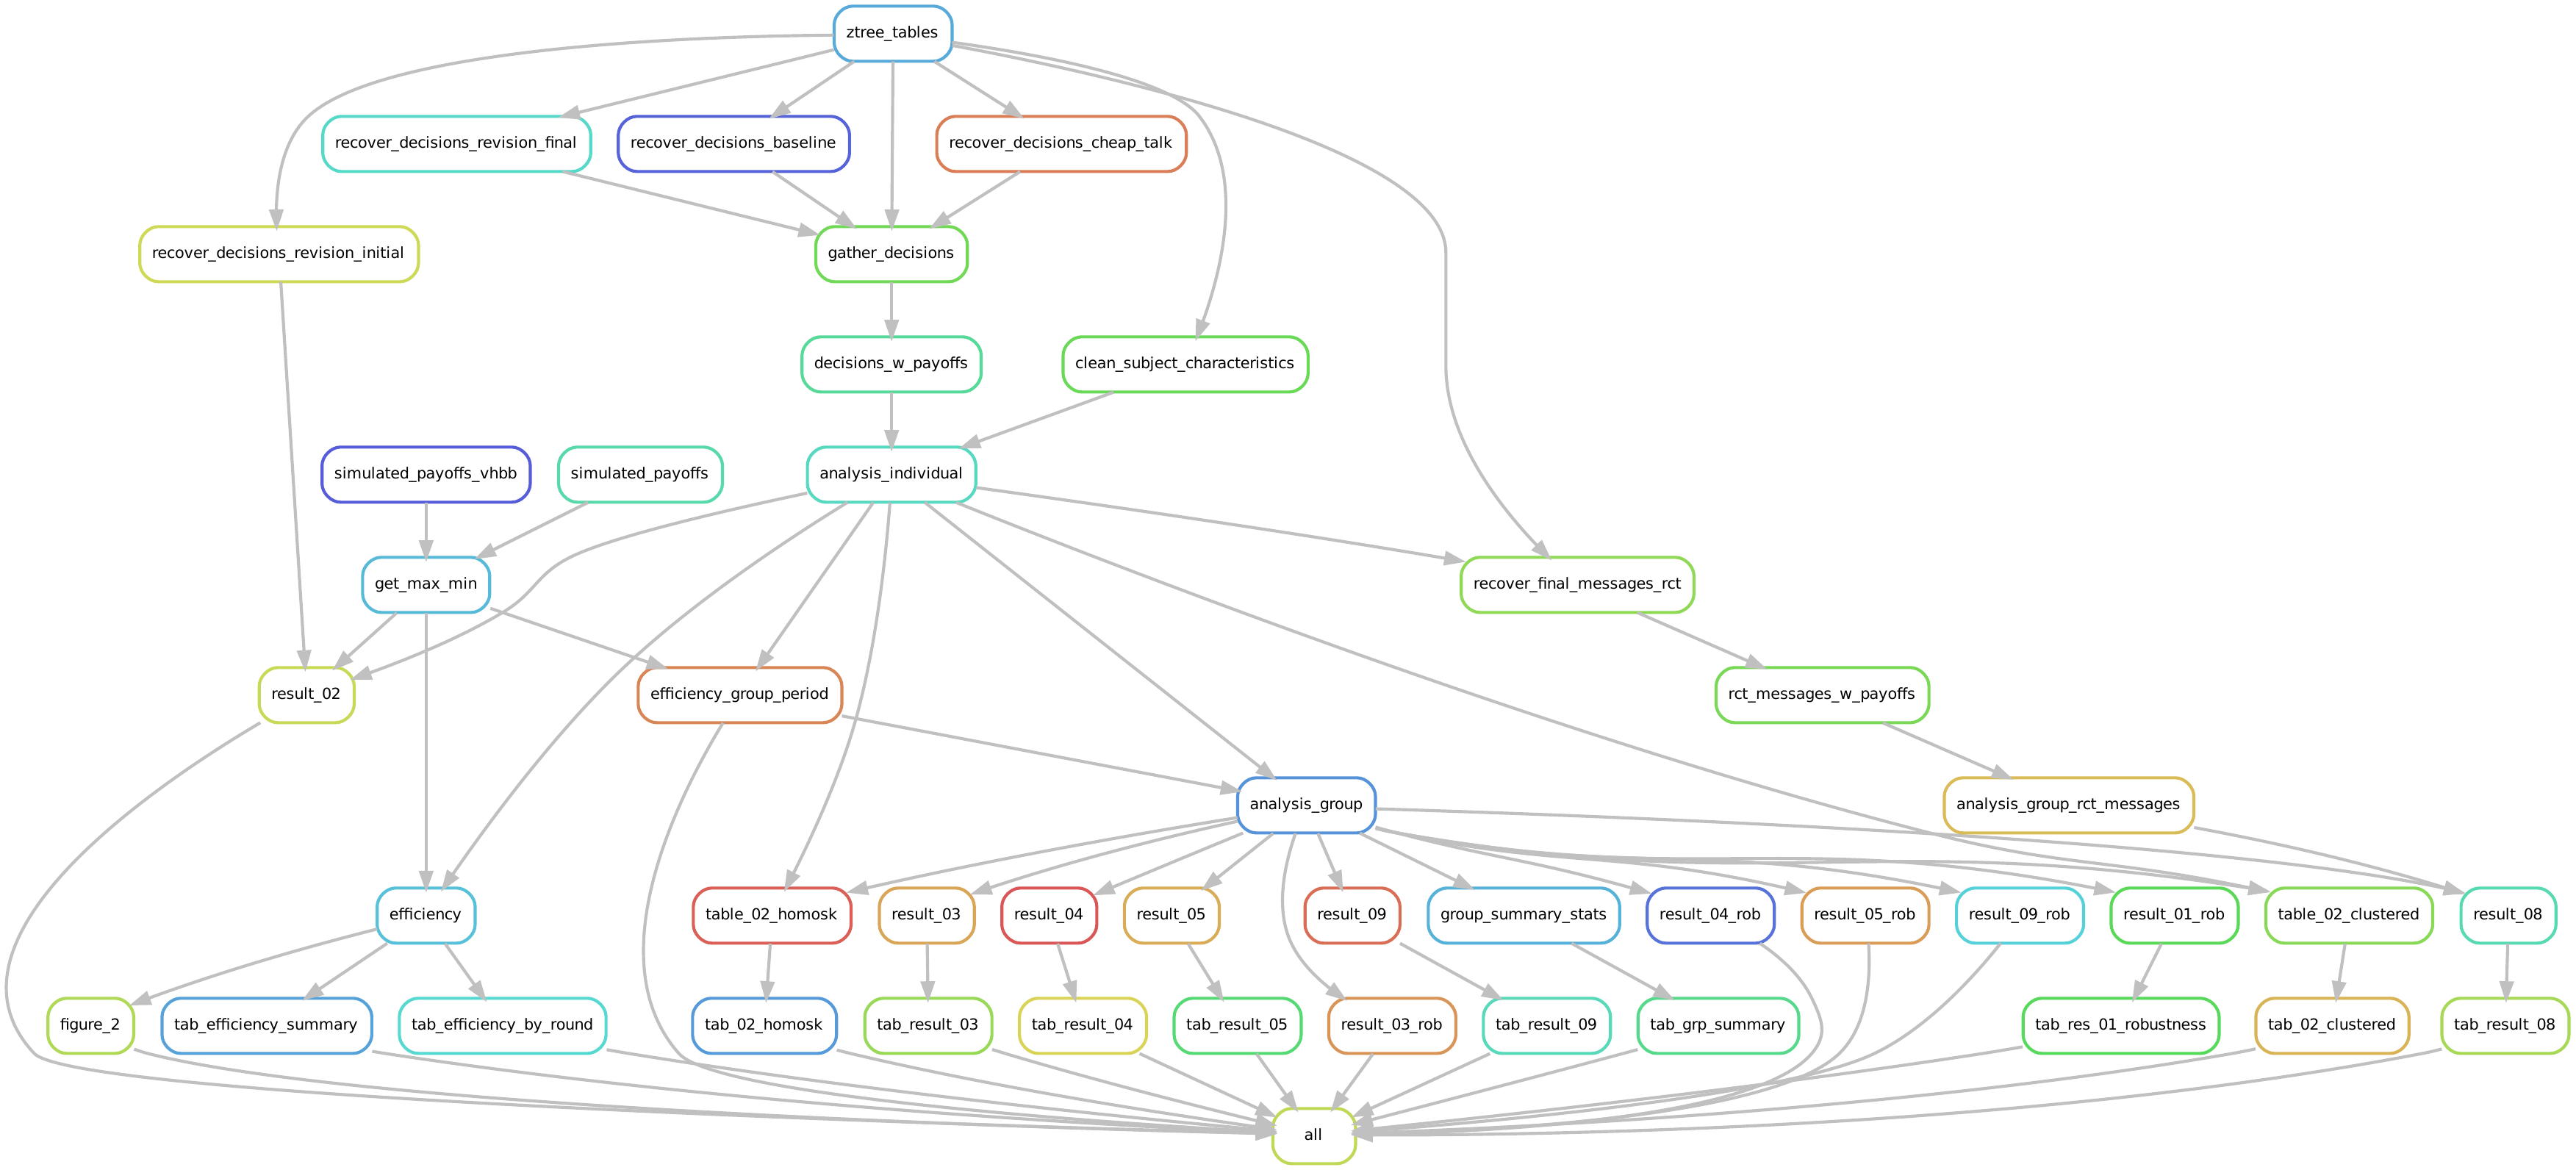 ztree_tables
recover_decisions_revision_final
recover_decisions_baseline
recover_decisions_cheap_talk
recover_decisions_revision_initial
gather_decisions
decisions_w_payoffs
clean_subject_characteristics
simulated_payoffs_vhbb
simulated_payoffs
analysis_individual
get_max_min
recover_final_messages_rct
result_02
efficiency_group_period
rct_messages_w_payoffs
analysis_group
analysis_group_rct_messages
efficiency
table_02_homosk
result_03
result_04
result_05
result_09
group_summary_stats
result_04_rob
result_05_rob
result_09_rob
result_01_rob
table_02_clustered
result_08
figure_2
tab_efficiency_summary
tab_efficiency_by_round
tab_02_homosk
tab_result_03
tab_result_04
tab_result_05
result_03_rob
tab_result_09
tab_grp_summary
tab_res_01_robustness
tab_02_clustered
tab_result_08
all